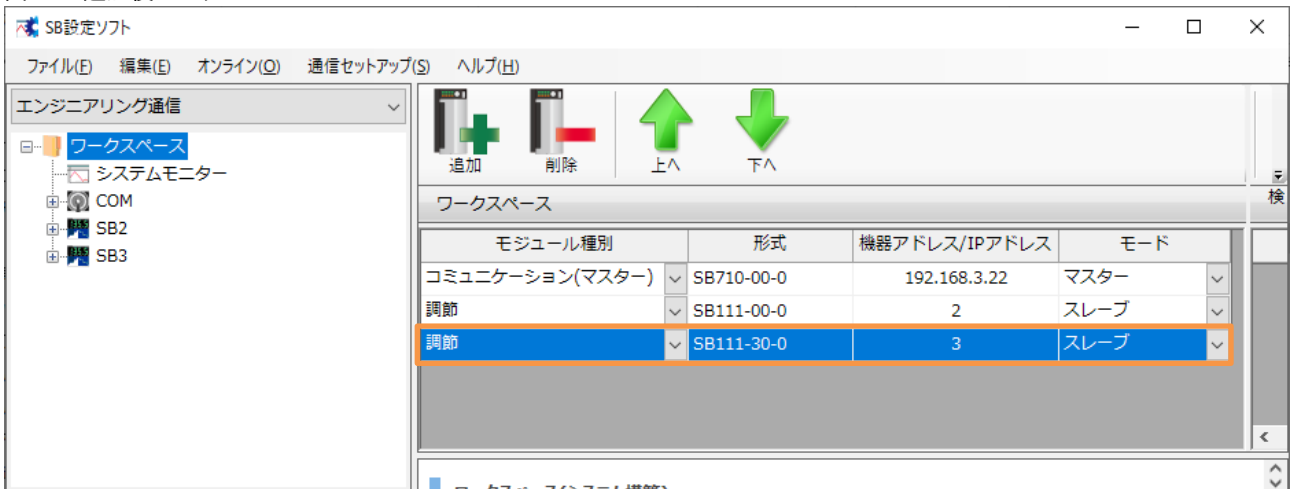 SB設定ソフト
ファイル(F) 編集(E) オンライン(O) 通信セットアップ(S) ヘルプ(H)
エンジニアリング通信
ワークスペース
システムモニター
COM
SB2
SB3
追加 削除 上へ 下へ
検
ワークスペース
モジュール種別 形式 機器アドレス/IPアドレス モード
コミュニケーション(マスター) SB710-00-0 192.168.3.22 マスター
調節 SB111-00-0 2 スレーブ
調節 SB111-30-0 3 スレーブ